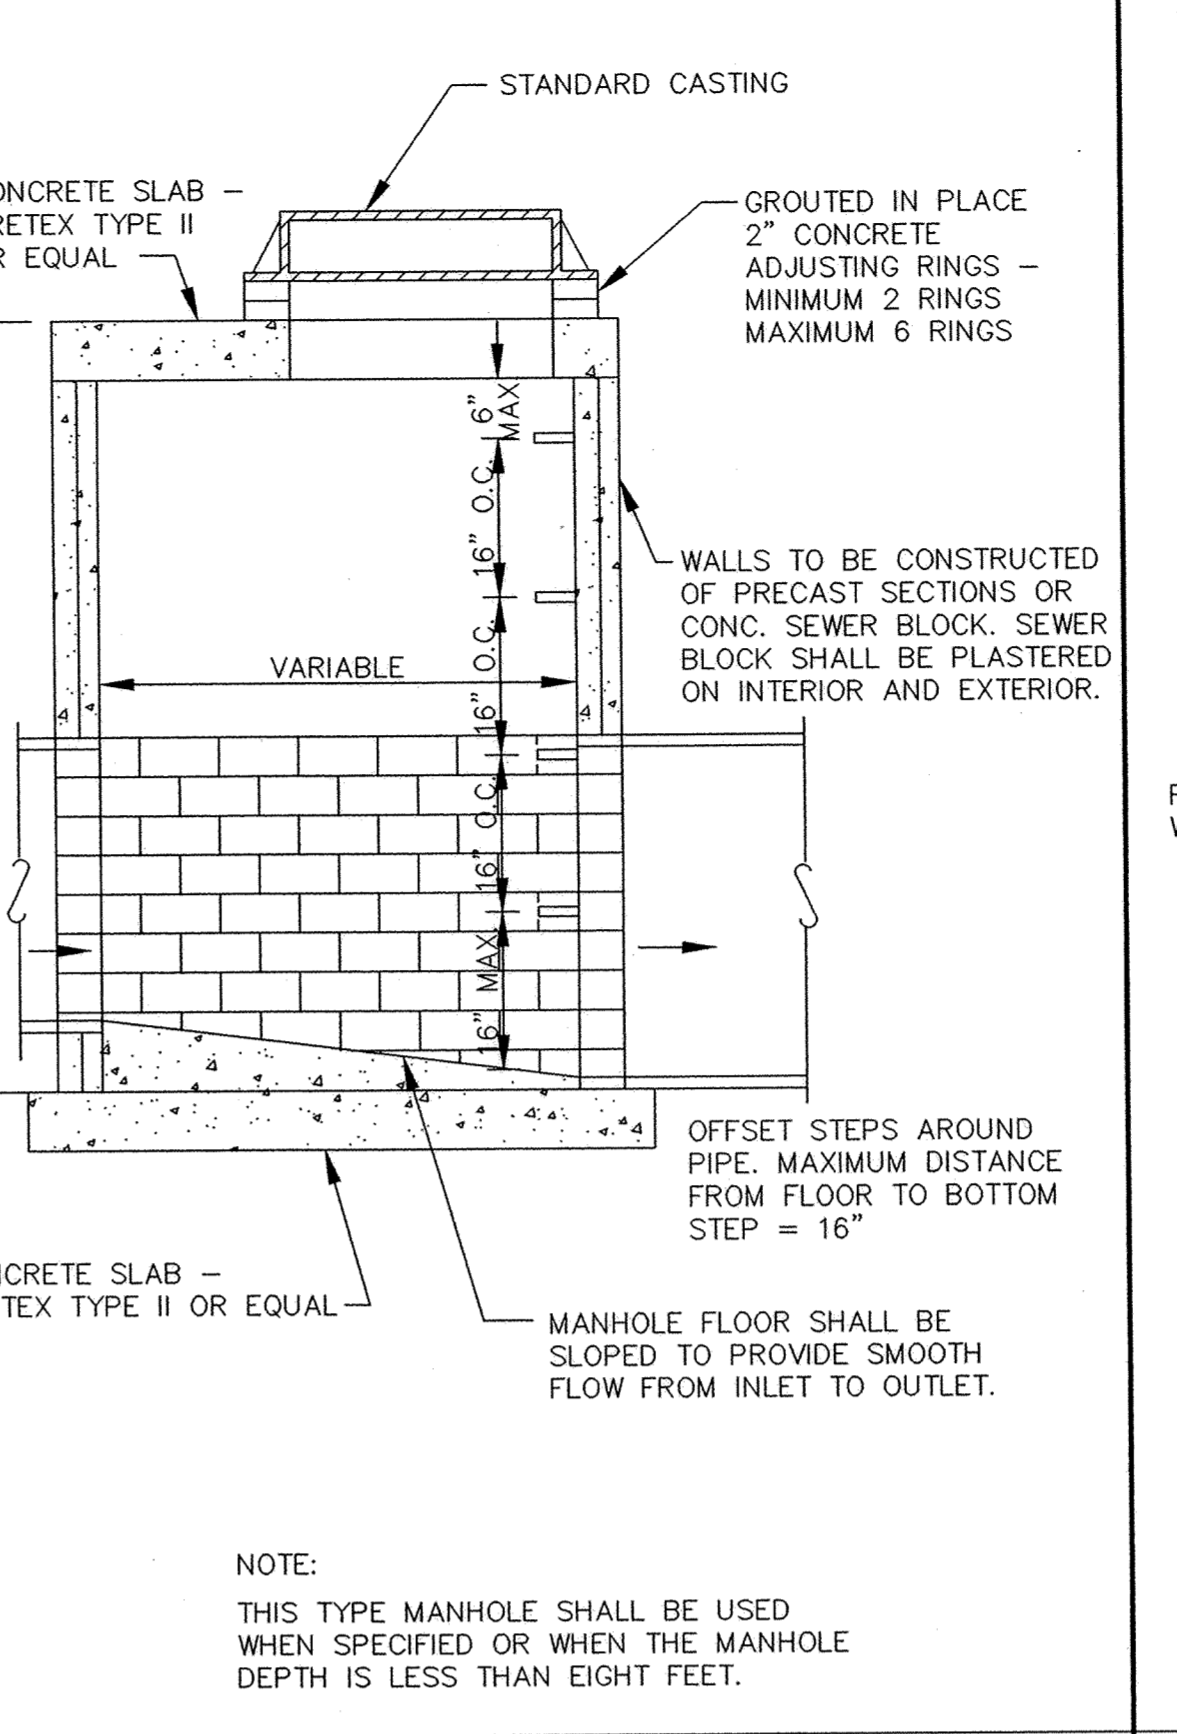 STANDARD CASTING
ONCRETE SLAB –
RETEX TYPE II
R EQUAL
GROUTED IN PLACE
2" CONCRETE
ADJUSTING RINGS –
MINIMUM 2 RINGS
MAXIMUM 6 RINGS
6"
MAX
16" O.C.
16" O.C.
16" O.C.
16" MAX.
VARIABLE
WALLS TO BE CONSTRUCTED
OF PRECAST SECTIONS OR
CONC. SEWER BLOCK. SEWER
BLOCK SHALL BE PLASTERED
ON INTERIOR AND EXTERIOR.
OFFSET STEPS AROUND
PIPE. MAXIMUM DISTANCE
FROM FLOOR TO BOTTOM
STEP = 16"
NCRETE SLAB –
TEX TYPE II OR EQUAL
MANHOLE FLOOR SHALL BE
SLOPED TO PROVIDE SMOOTH
FLOW FROM INLET TO OUTLET.
NOTE:
THIS TYPE MANHOLE SHALL BE USED
WHEN SPECIFIED OR WHEN THE MANHOLE
DEPTH IS LESS THAN EIGHT FEET.